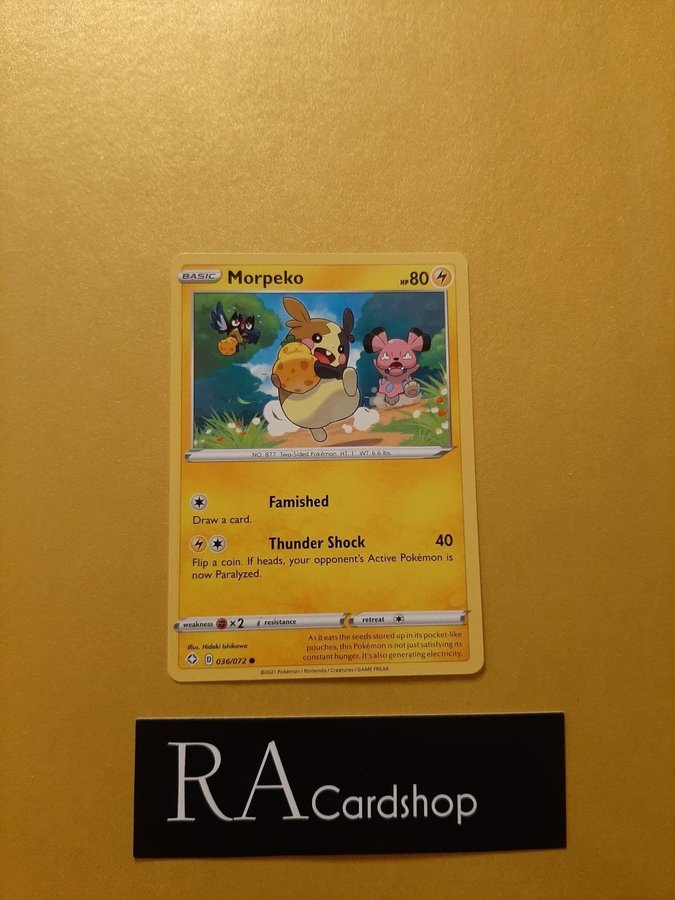 BASIC Morpeko HP 80
NO. 877 Two-Sided Pokémon HT: 1' WT: 6.6 lbs.
Famished
Draw a card.
Thunder Shock 40
Flip a coin. If heads, your opponent's Active Pokémon is
now Paralyzed.
weakness ×2 resistance retreat
Illus. Hideki Ishikawa
As it eats the seeds stored up in its pocket-like
pouches, this Pokémon is not just satisfying its
constant hunger. It's also generating electricity.
D 036/072
©2021 Pokémon / Nintendo / Creatures / GAME FREAK
RA Cardshop